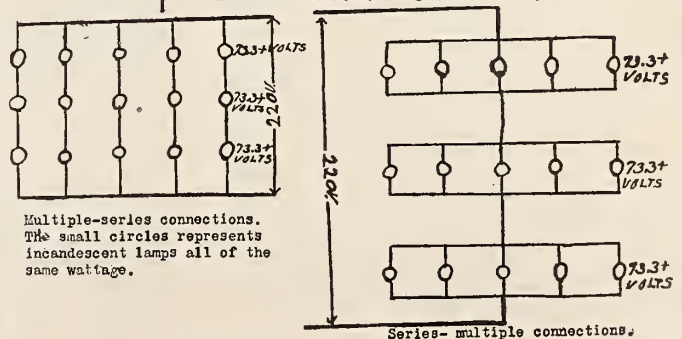 73.3+ VOLTS
73.3+
VOLTS
73.3+
VOLTS
220V.
Multiple-series connections.
The small circles represents
incandescent lamps all of the
same wattage.
220V.
73.3+
VOLTS
73.3+
VOLTS
73.3+
VOLTS
Series- multiple connections.